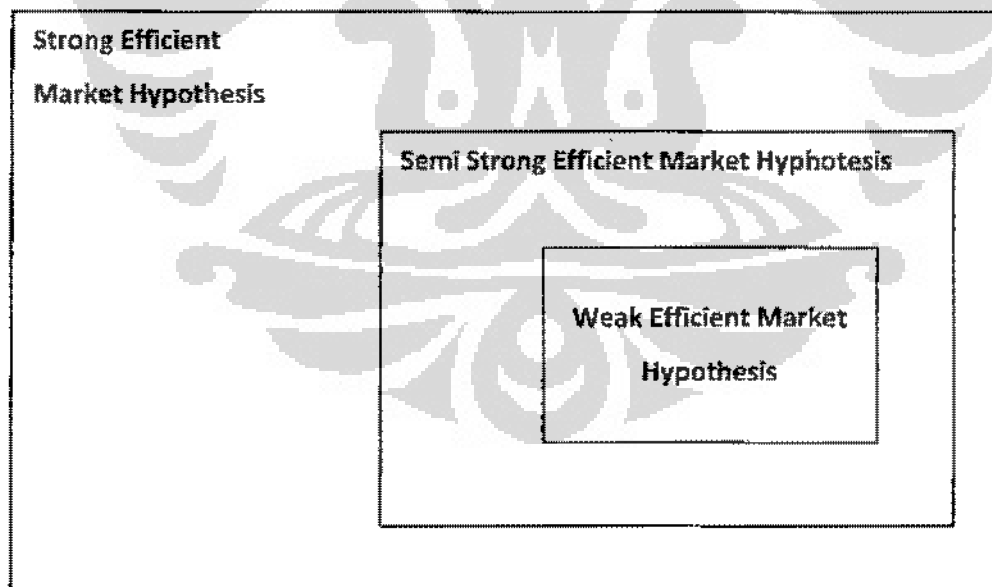 Strong Efficient
Market Hypothesis
Semi Strong Efficient Market Hyphotesis
Weak Efficient Market
Hypothesis